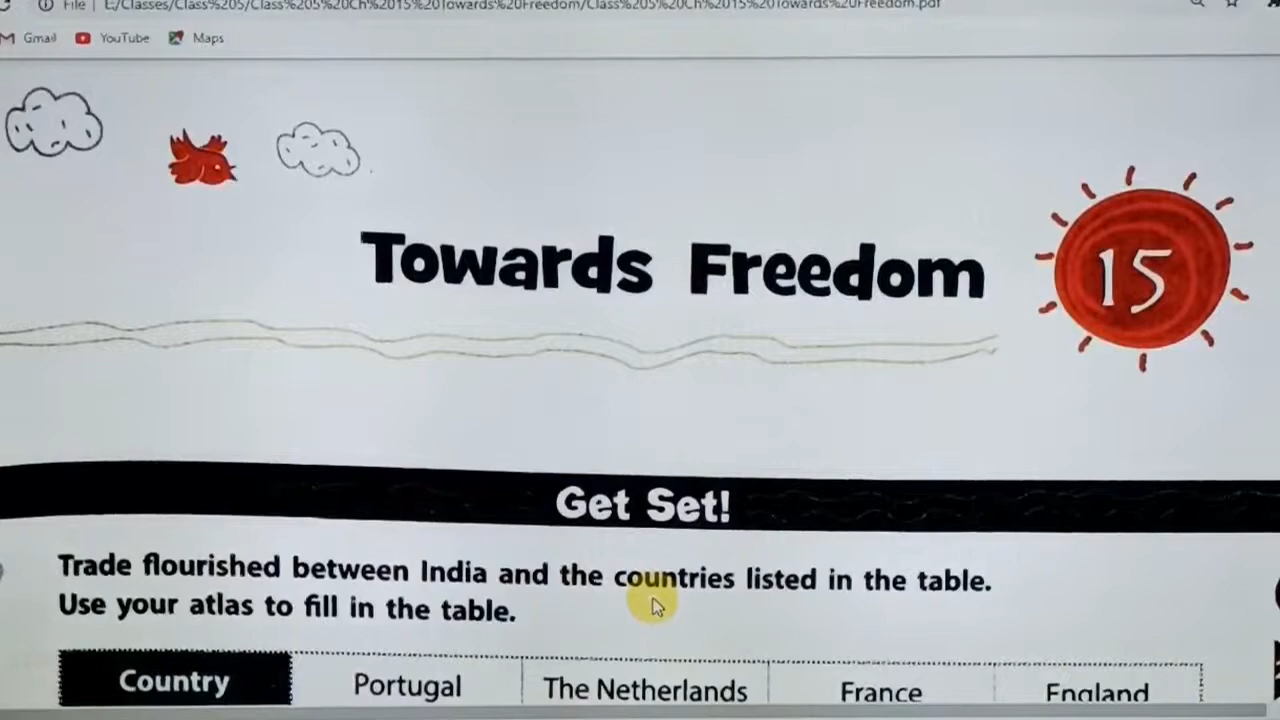 File | E:/Classes/Class%205/Class%205%20Ch%2015%20Towards%20Freedom/Class%205%20Ch%2015%20Towards%20Freedom.pdf
Gmail YouTube Maps
Towards Freedom
15
Get Set!
Trade flourished between India and the countries listed in the table.
Use your atlas to fill in the table.
Country Portugal The Netherlands France England